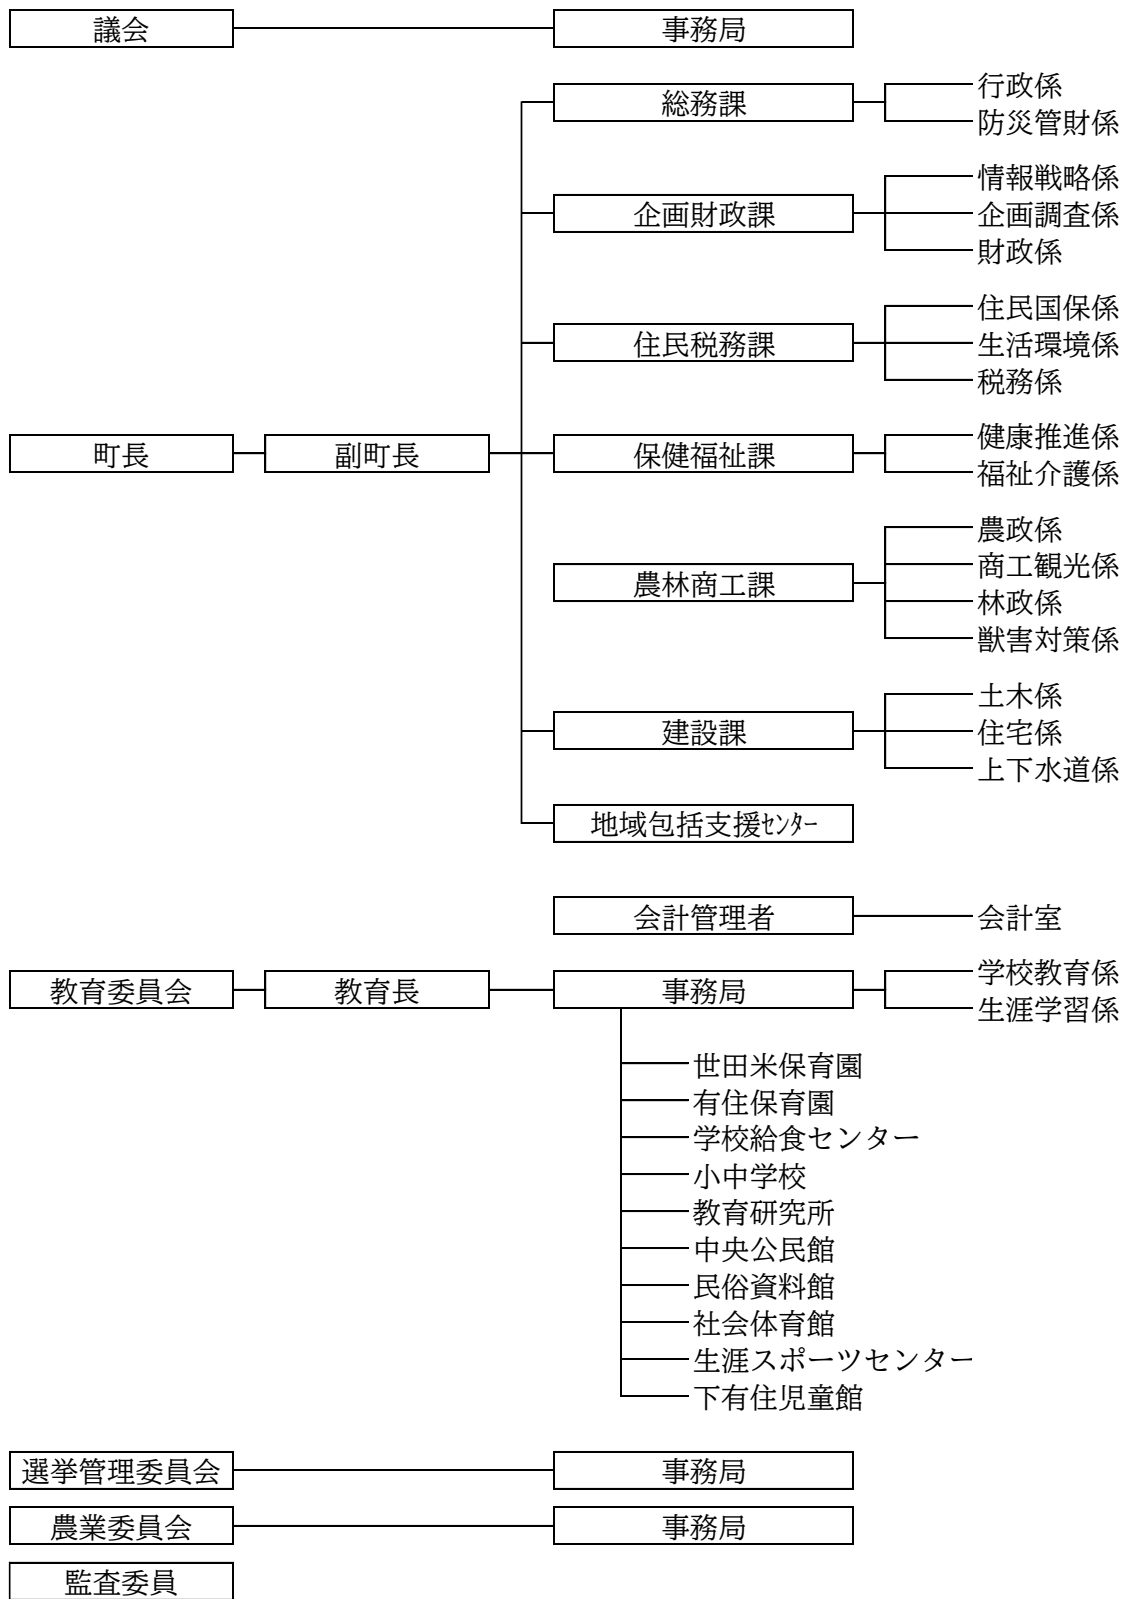 議会 事務局
総務課
行政係
防災管財係
企画財政課
情報戦略係
企画調査係
財政係
住民税務課
住民国保係
生活環境係
税務係
町長 副町長 保健福祉課
健康推進係
福祉介護係
農林商工課
農政係
商工観光係
林政係
獣害対策係
建設課
土木係
住宅係
上下水道係
地域包括支援ｾﾝﾀｰ
会計管理者 会計室
教育委員会 教育長 事務局
学校教育係
生涯学習係
世田米保育園
有住保育園
学校給食センター
小中学校
教育研究所
中央公民館
民俗資料館
社会体育館
生涯スポーツセンター
下有住児童館
選挙管理委員会 事務局
農業委員会 事務局
監査委員